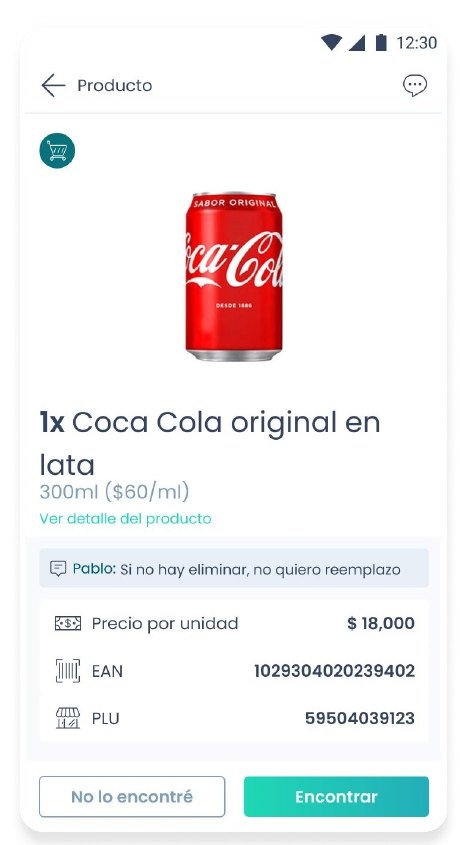 12:30
Producto
SABOR ORIGINAL
Coca-Cola
DESDE 1886
1x Coca Cola original en
lata
300ml ($60/ml)
Ver detalle del producto
Pablo: Si no hay eliminar, no quiero reemplazo
Precio por unidad $ 18,000
EAN 1029304020239402
PLU 59504039123
No lo encontré Encontrar